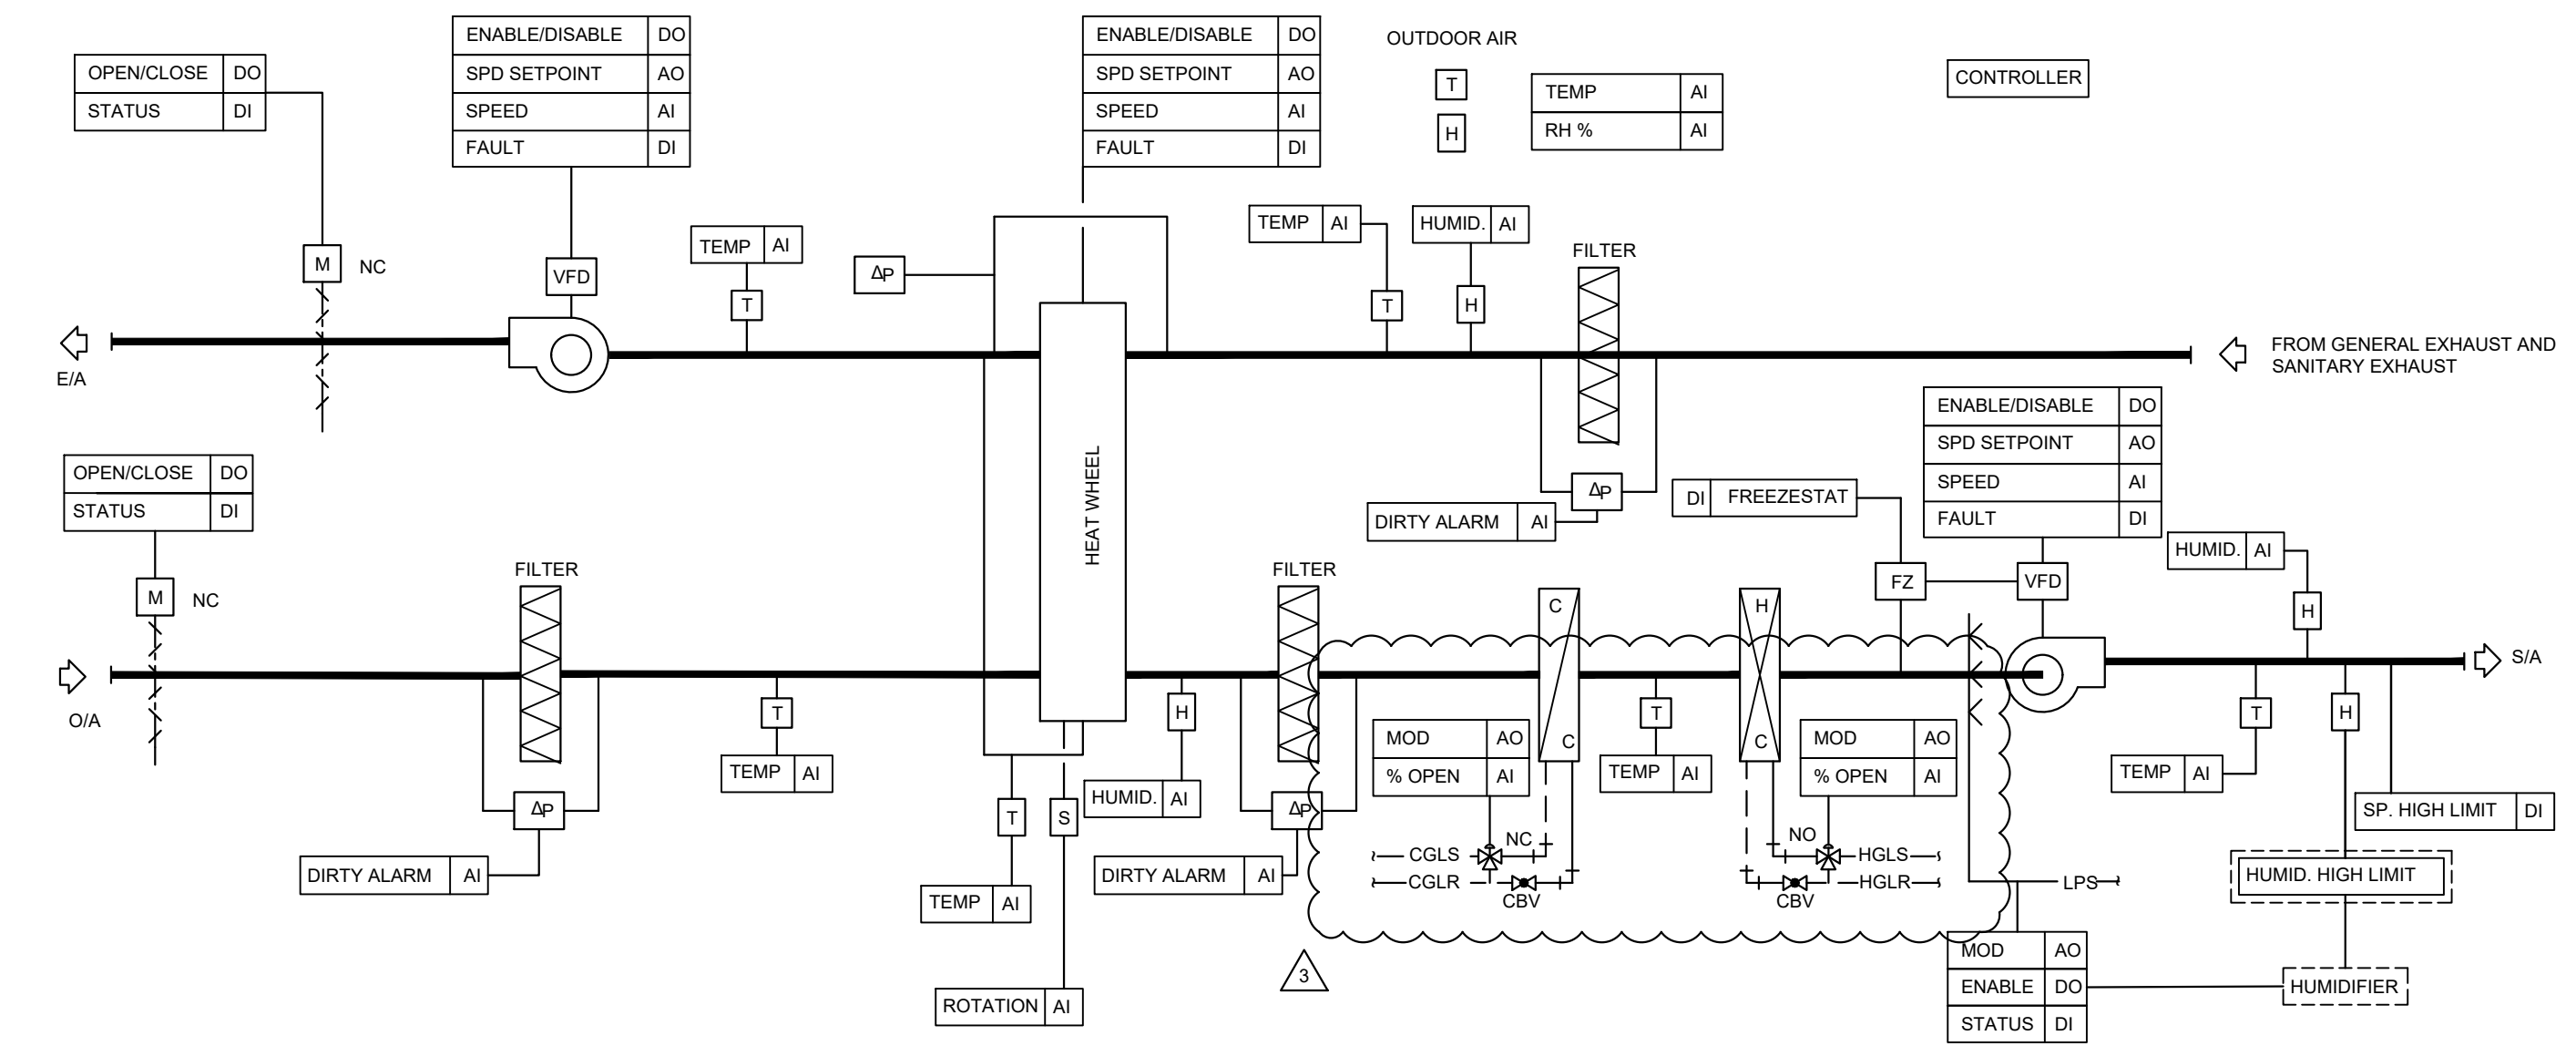 OPEN/CLOSE DO
STATUS DI
ENABLE/DISABLE DO
SPD SETPOINT AO
SPEED AI
FAULT DI
ENABLE/DISABLE DO
SPD SETPOINT AO
SPEED AI
FAULT DI
OUTDOOR AIR
T
H
TEMP AI
RH % AI
CONTROLLER
M NC
VFD
TEMP AI
T
ΔP
TEMP AI
T
HUMID. AI
H
FILTER
E/A
FROM GENERAL EXHAUST AND
SANITARY EXHAUST
HEAT WHEEL
ΔP
DIRTY ALARM AI
DI FREEZESTAT
ENABLE/DISABLE DO
SPD SETPOINT AO
SPEED AI
FAULT DI
HUMID. AI
H
OPEN/CLOSE DO
STATUS DI
M NC
FILTER
FILTER
C
C
H
C
FZ
VFD
S/A
O/A
T
TEMP AI
ΔP
DIRTY ALARM AI
T
TEMP AI
S
ROTATION AI
H
HUMID. AI
ΔP
DIRTY ALARM AI
MOD AO
% OPEN AI
NC
CGLS
CGLR
CBV
T
TEMP AI
MOD AO
% OPEN AI
NO
HGLS
HGLR
CBV
LPS
T
TEMP AI
H
SP. HIGH LIMIT DI
HUMID. HIGH LIMIT
HUMIDIFIER
MOD AO
ENABLE DO
STATUS DI
3